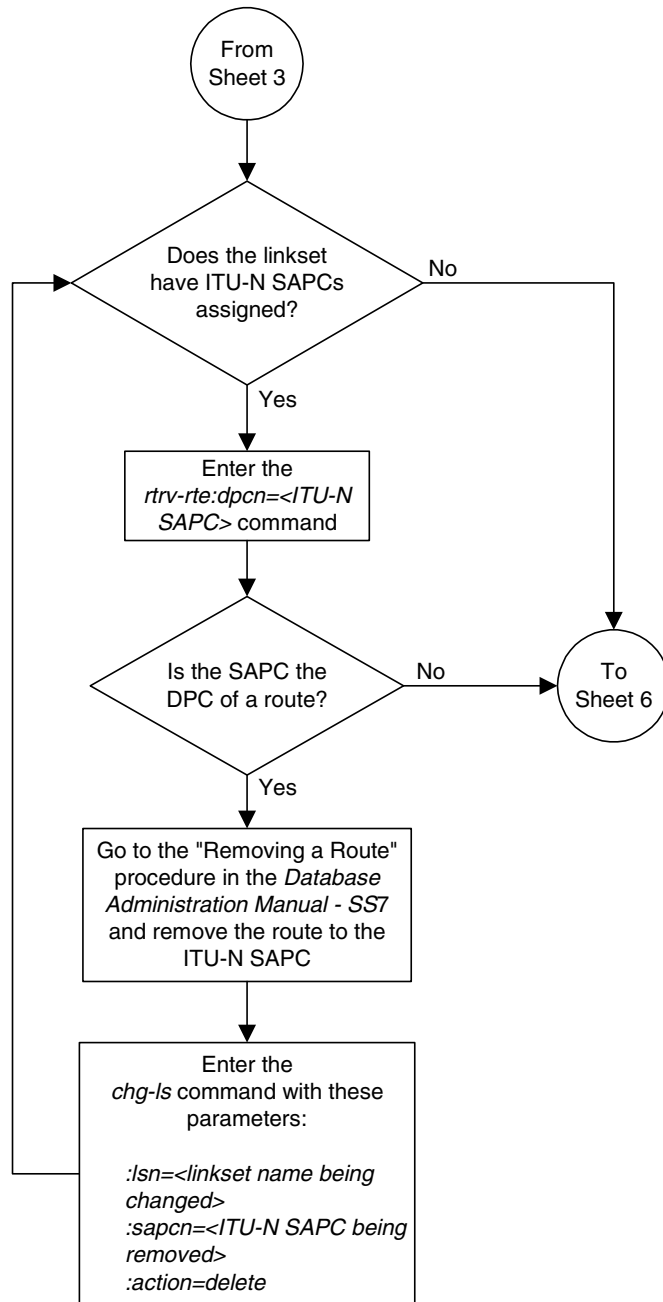 From
Sheet 3
Does the linkset
have ITU-N SAPCs
assigned?
No
Yes
Enter the
rtrv-rte:dpcn=<ITU-N
SAPC> command
Is the SAPC the
DPC of a route?
No
To
Sheet 6
Yes
Go to the "Removing a Route"
procedure in the Database
Administration Manual - SS7
and remove the route to the
ITU-N SAPC
Enter the
chg-ls command with these
parameters:
:lsn=<linkset name being
changed>
:sapcn=<ITU-N SAPC being
removed>
:action=delete